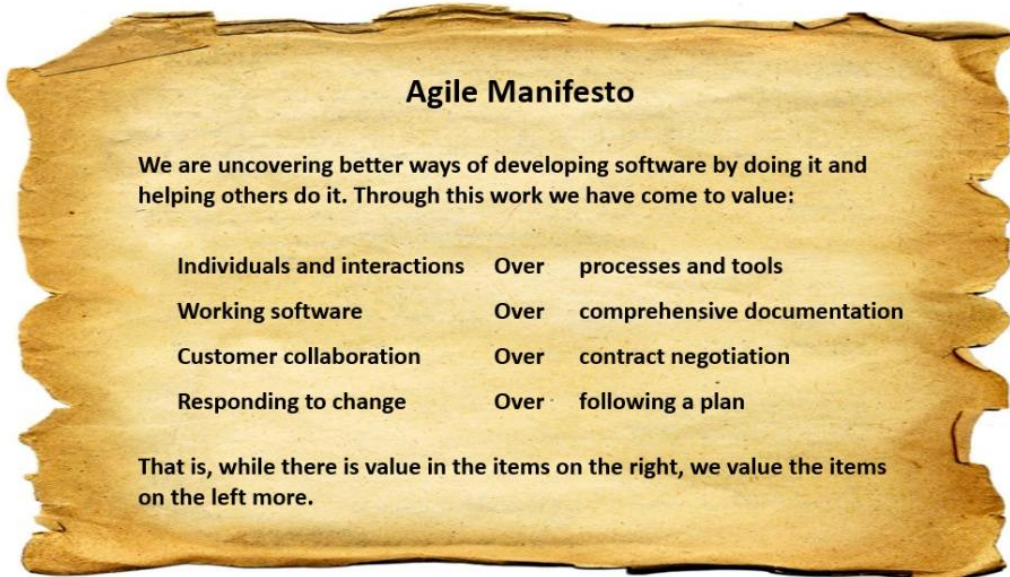 Agile Manifesto
We are uncovering better ways of developing software by doing it and
helping others do it. Through this work we have come to value:
Individuals and interactions Over processes and tools
Working software Over comprehensive documentation
Customer collaboration Over contract negotiation
Responding to change Over following a plan
That is, while there is value in the items on the right, we value the items
on the left more.